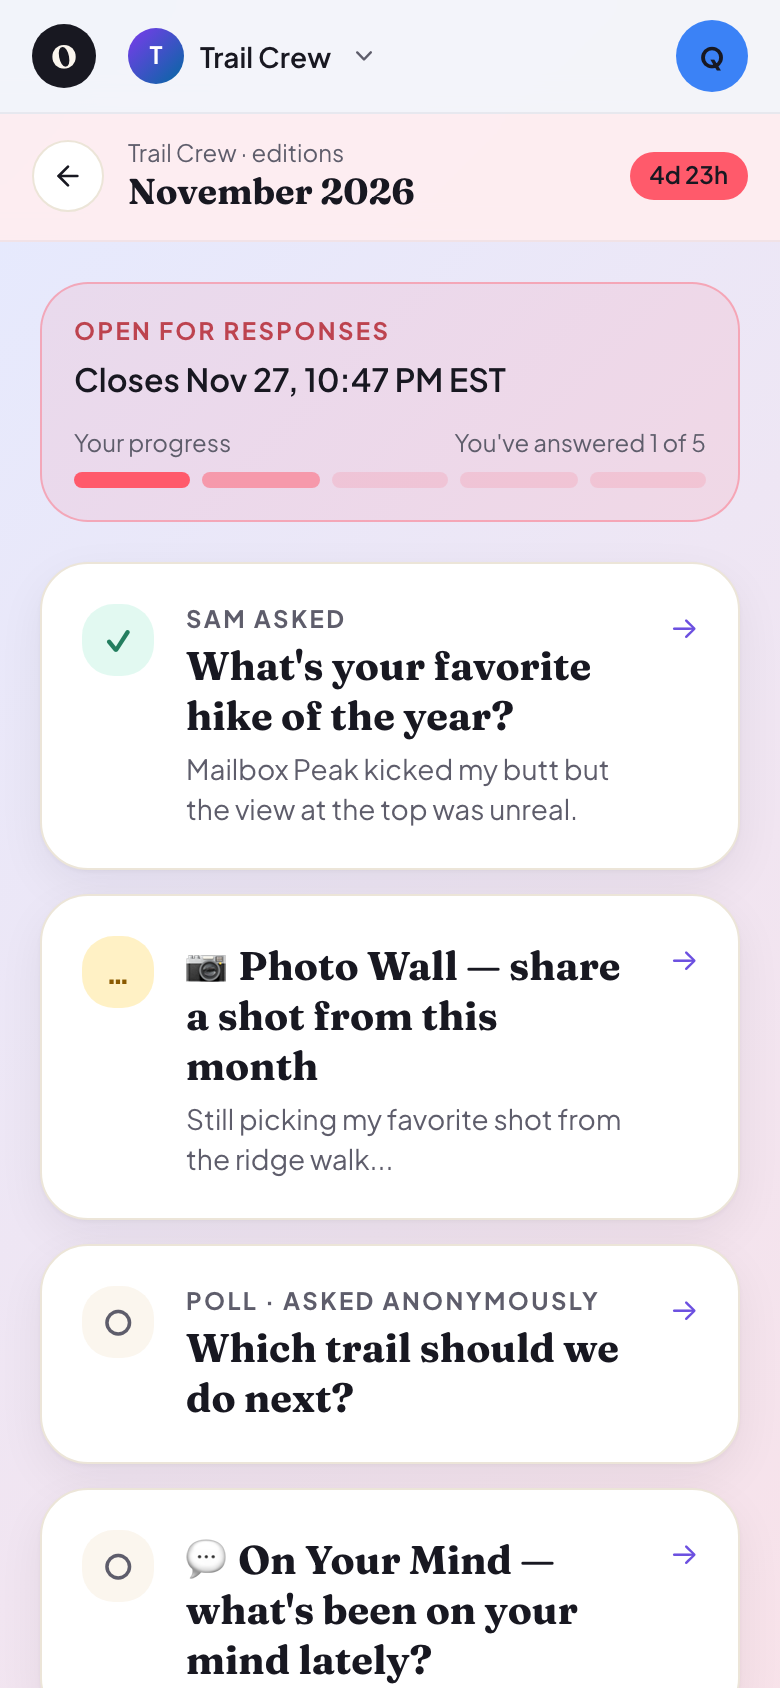 O
T
Trail Crew
Q
Trail Crew · editions
November 2026
4d 23h
OPEN FOR RESPONSES
Closes Nov 27, 10:47 PM EST
Your progress
You've answered 1 of 5
SAM ASKED
What's your favorite
hike of the year?
Mailbox Peak kicked my butt but
the view at the top was unreal.
...
📷 Photo Wall — share
a shot from this
month
Still picking my favorite shot from
the ridge walk...
POLL · ASKED ANONYMOUSLY
Which trail should we
do next?
💬 On Your Mind —
what's been on your
mind lately?